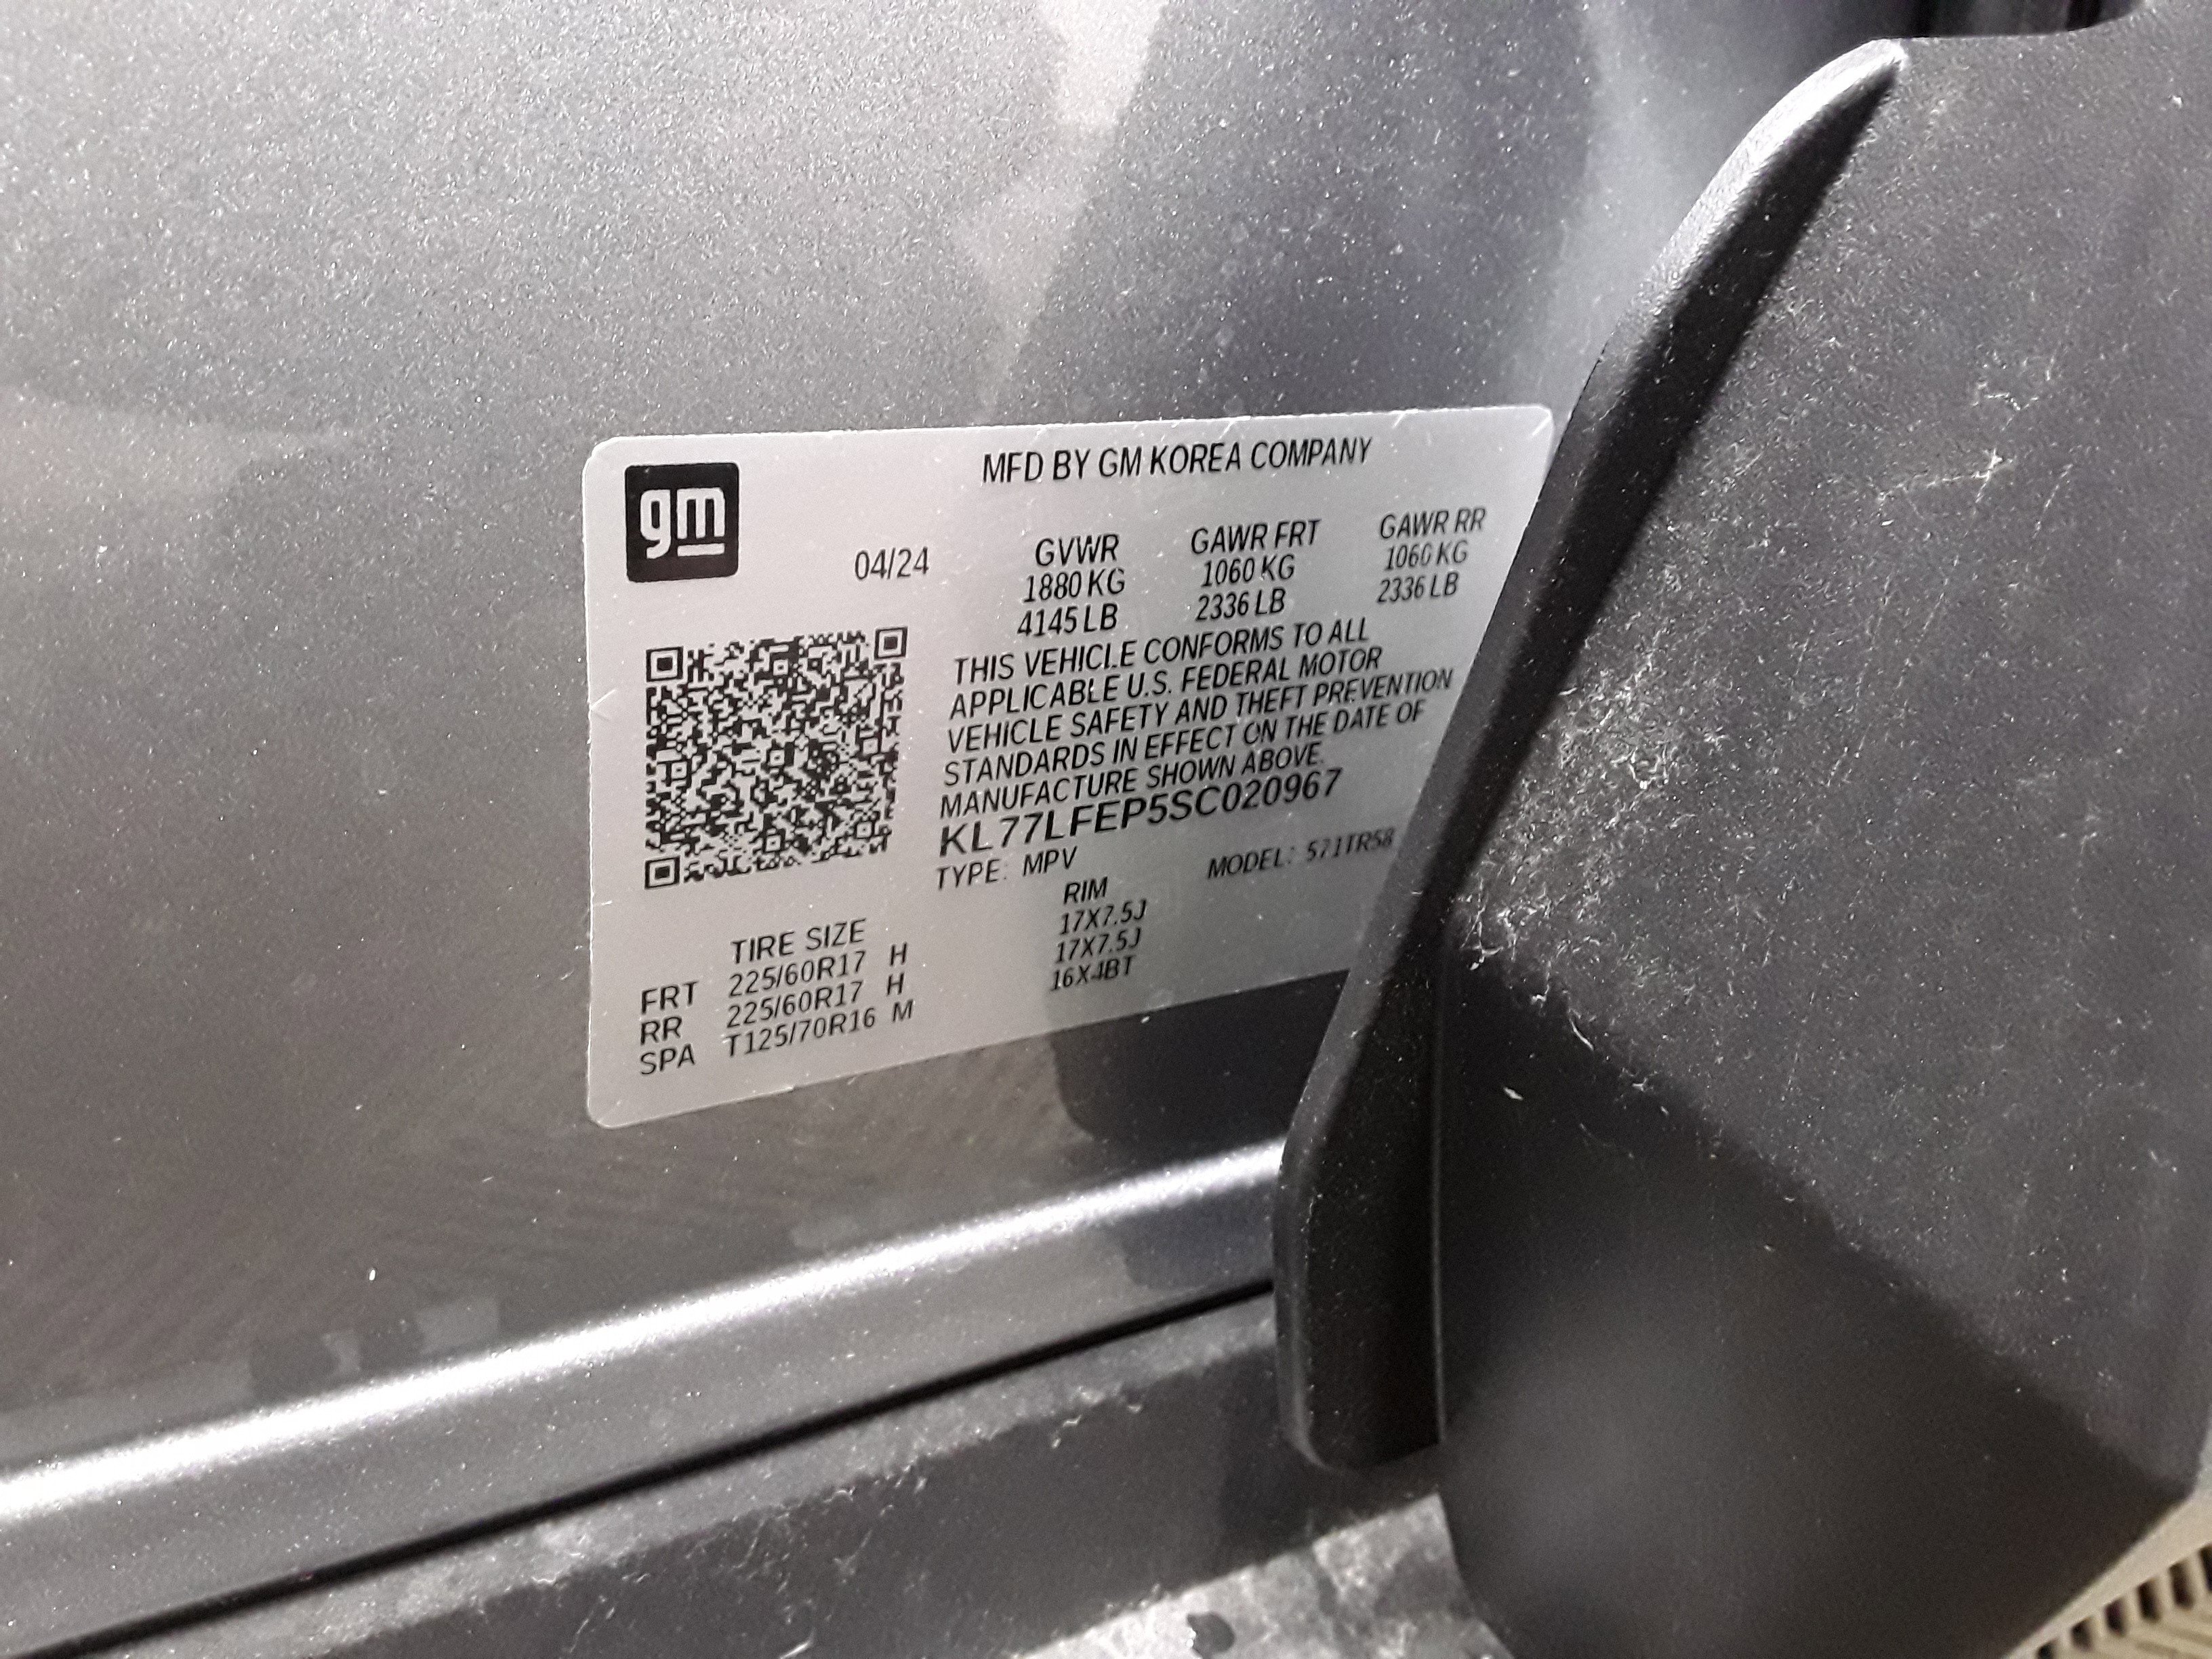 gm
MFD BY GM KOREA COMPANY
04/24
GVWR GAWR FRT GAWR RR
1880 KG 1060 KG 1060 KG
4145 LB 2336 LB 2336 LB
THIS VEHICLE CONFORMS TO ALL
APPLICABLE U.S. FEDERAL MOTOR
VEHICLE SAFETY AND THEFT PREVENTION
STANDARDS IN EFFECT ON THE DATE OF
MANUFACTURE SHOWN ABOVE.
KL77LFEP5SC020967
TYPE: MPV MODEL:
TIRE SIZE RIM
FRT 225/60R17 H 17X7.5J
RR 225/60R17 H 17X7.5J
SPA T125/70R16 M 16X4BT